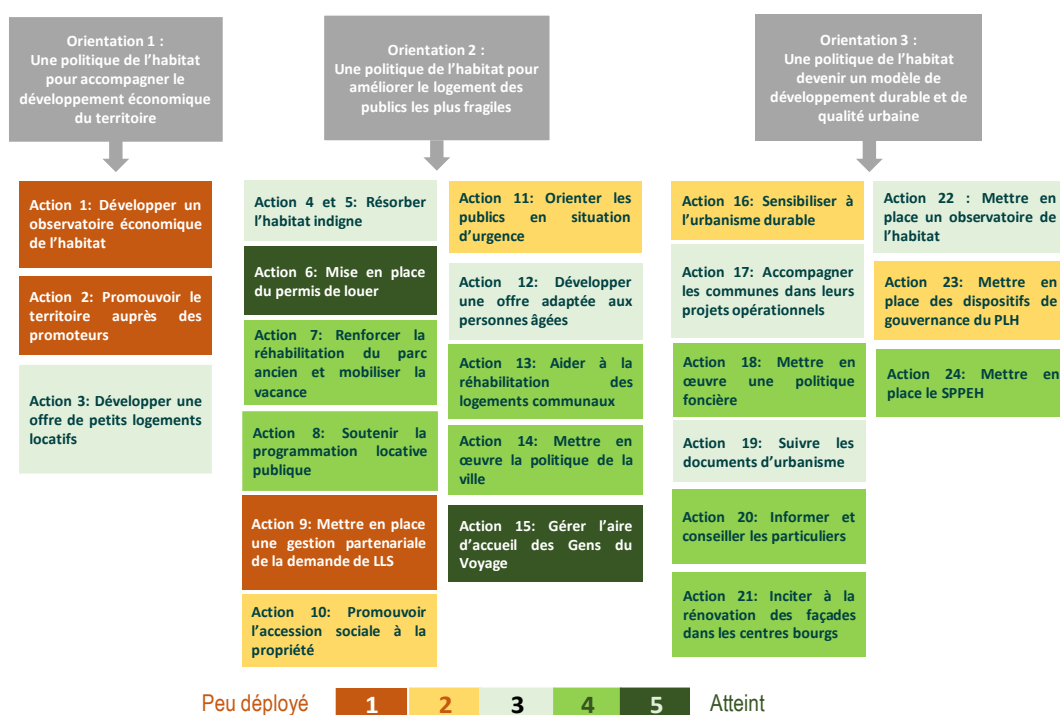 Orientation 1 :
Une politique de l'habitat
pour accompagner le
développement économique
du territoire
Action 1: Développer un
observatoire économique
de l'habitat
Action 2: Promouvoir le
territoire auprès des
promoteurs
Action 3: Développer une
offre de petits logements
locatifs
Orientation 2 :
Une politique de l'habitat pour
améliorer le logement des
publics les plus fragiles
Action 4 et 5: Résorber
l'habitat indigne
Action 6: Mise en place
du permis de louer
Action 7: Renforcer la
réhabilitation du parc
ancien et mobiliser la
vacance
Action 8: Soutenir la
programmation locative
publique
Action 9: Mettre en place
une gestion partenariale
de la demande de LLS
Action 10: Promouvoir
l'accession sociale à la
propriété
Action 11: Orienter les
publics en situation
d'urgence
Action 12: Développer
une offre adaptée aux
personnes âgées
Action 13: Aider à la
réhabilitation des
logements communaux
Action 14: Mettre en
œuvre la politique de la
ville
Action 15: Gérer l'aire
d'accueil des Gens du
Voyage
Orientation 3 :
Une politique de l'habitat
devenir un modèle de
développement durable et de
qualité urbaine
Action 16: Sensibiliser à
l'urbanisme durable
Action 17: Accompagner
les communes dans leurs
projets opérationnels
Action 18: Mettre en
œuvre une politique
foncière
Action 19: Suivre les
documents d'urbanisme
Action 20: Informer et
conseiller les particuliers
Action 21: Inciter à la
rénovation des façades
dans les centres bourgs
Action 22 : Mettre en
place un observatoire de
l'habitat
Action 23: Mettre en
place des dispositifs de
gouvernance du PLH
Action 24: Mettre en
place le SPPEH
Peu déployé 1 2 3 4 5 Atteint